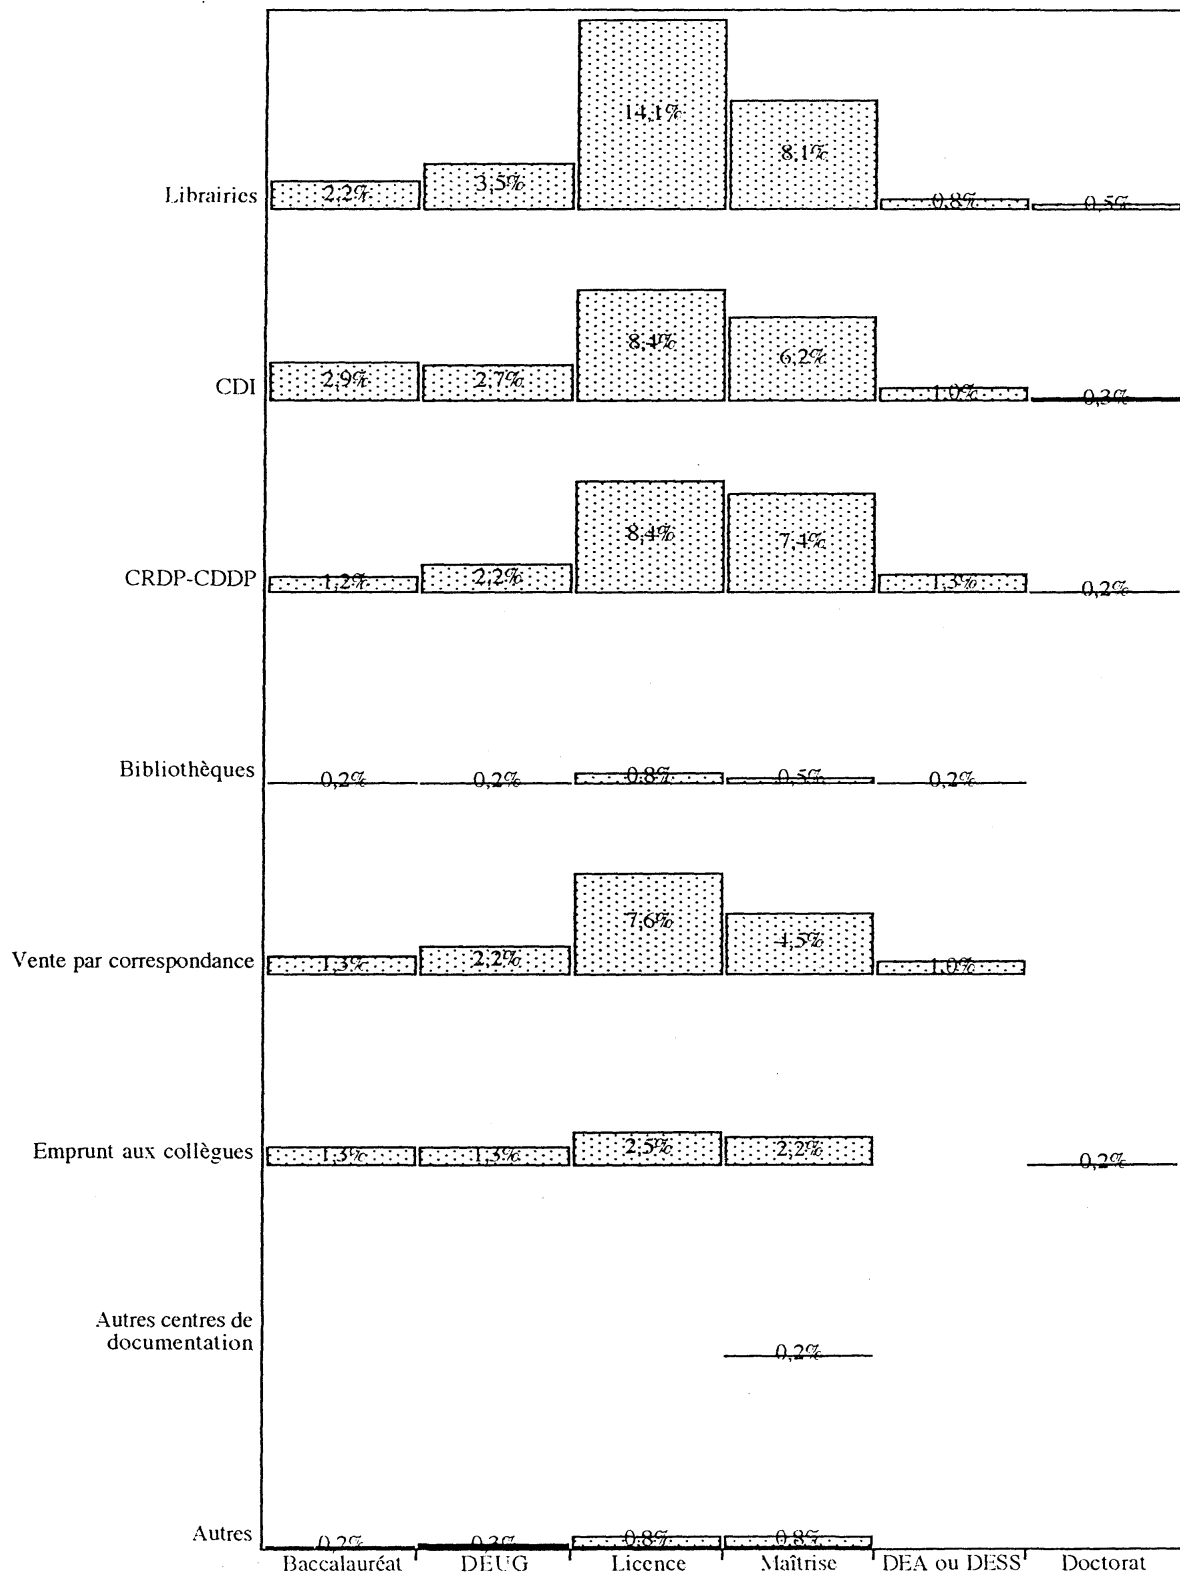 14,1%
8,1%
Librairies 2,2% 3,5% 0,8% 0,5%
8,4%
6,2%
CDI 2,9% 2,7% 1,0% 0,3%
8,4% 7,4%
CRDP-CDDP 1,2% 2,2% 1,3% 0,2%
Bibliothèques 0,2% 0,2% 0,8% 0,5% 0,2%
7,6%
4,5%
Vente par correspondance 1,3% 2,2% 1,0%
Emprunt aux collègues 1,3% 1,3% 2,5% 2,2% 0,2%
Autres centres de
documentation 0,2%
Autres 0,2% 0,3% 0,8% 0,8%
Baccalauréat DEUG Licence Maîtrise DEA ou DESS Doctorat